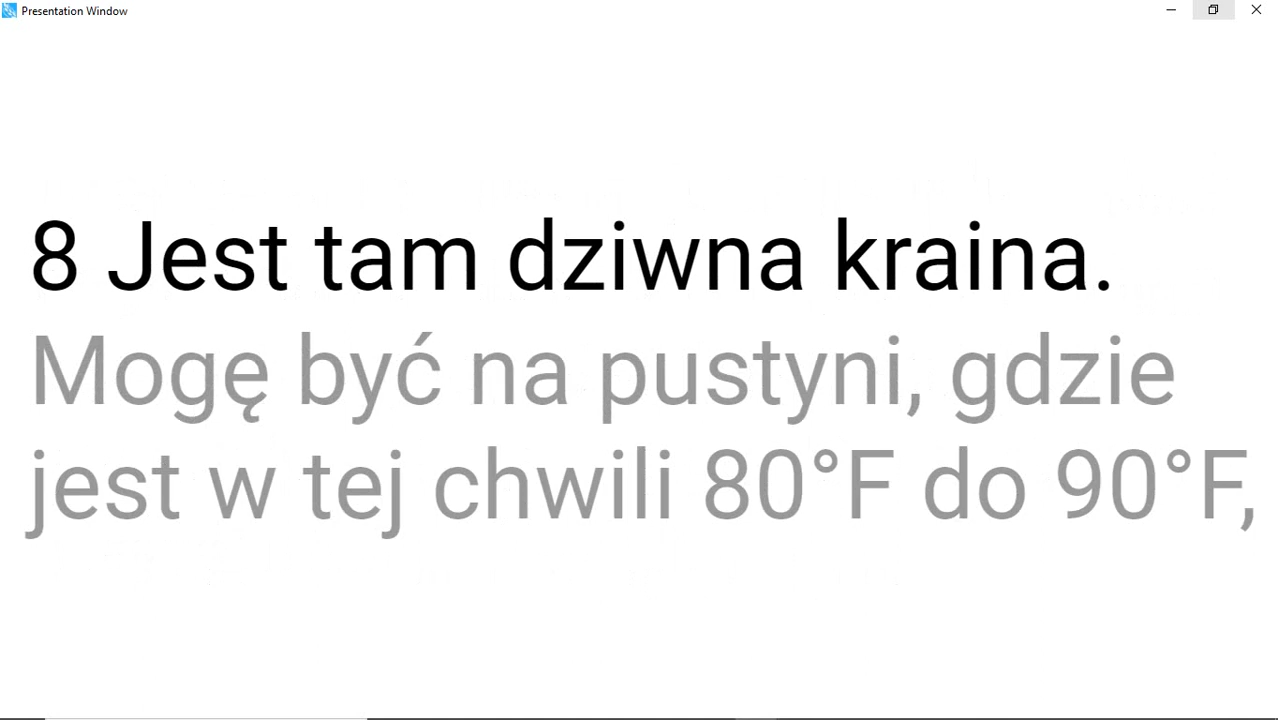 Presentation Window
8 Jest tam dziwna kraina.
Mogę być na pustyni, gdzie
jest w tej chwili 80°F do 90°F,